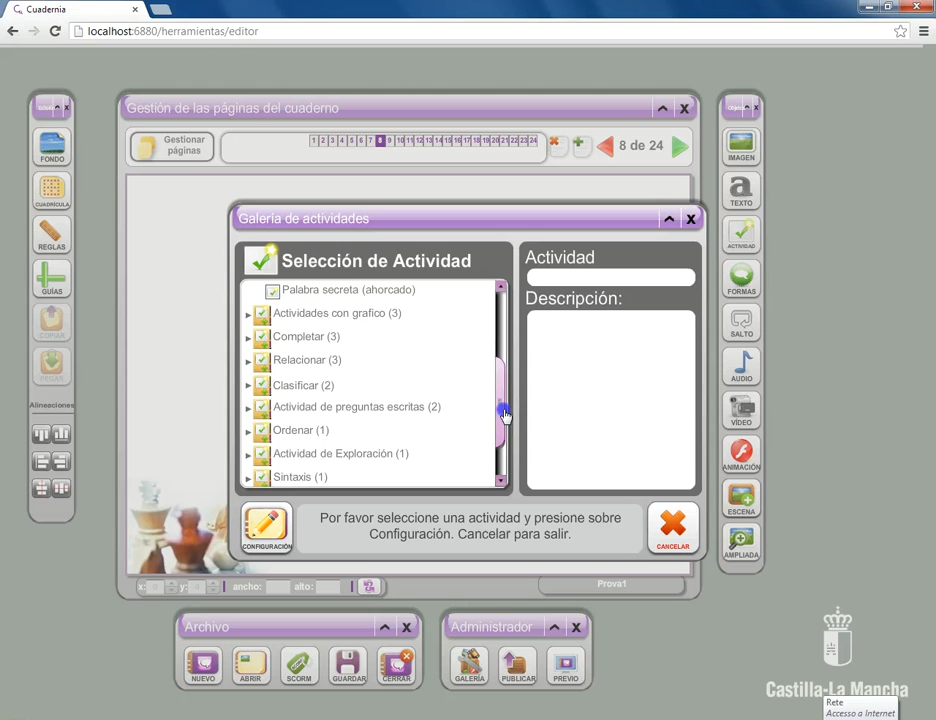 Cuadernia
localhost:6880/herramientas/editor
Gestión de las páginas del cuaderno
Gestionar
páginas
1 2 3 4 5 6 7 8 9 10 11 12 13 14 15 16 17 18 19 20 21 22 23 24
8 de 24
FONDO
CUADRÍCULA
REGLAS
GUÍAS
COPIAR
PEGAR
Alineaciones
Galería de actividades
Selección de Actividad
Palabra secreta (ahorcado)
Actividades con grafico (3)
Completar (3)
Relacionar (3)
Clasificar (2)
Actividad de preguntas escritas (2)
Ordenar (1)
Actividad de Exploración (1)
Sintaxis (1)
Actividad
Descripción:
CONFIGURACIÓN
Por favor seleccione una actividad y presione sobre
Configuración. Cancelar para salir.
CANCELAR
IMAGEN
TEXTO
ACTIVIDAD
FORMAS
SALTO
AUDIO
VÍDEO
ANIMACIÓN
ESCENA
AMPLIADA
x:
y:
ancho:
alto:
Prova1
Archivo
NUEVO
ABRIR
SCORM
GUARDAR
CERRAR
Administrador
GALERÍA
PUBLICAR
PREVIO
Castilla-La Mancha
Rete
Accesso a Internet